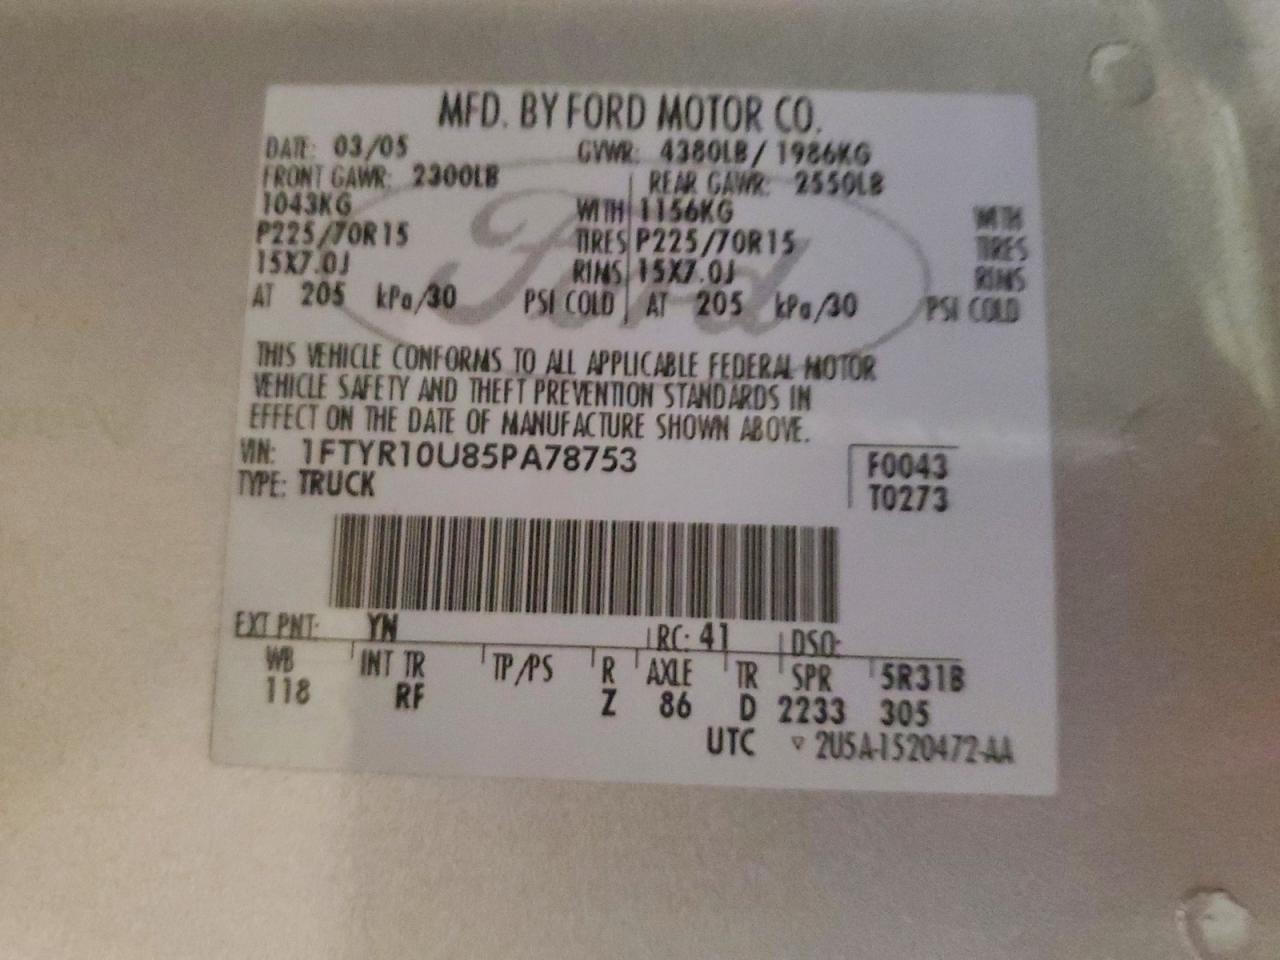 MFD. BY FORD MOTOR CO.
DATE: 03/05 GVWR: 4380LB/ 1986KG
FRONT GAWR: 2300LB REAR GAWR: 2550LB
1043KG WITH 1156KG WITH
P225/70R15 TIRES P225/70R15 TIRES
15X7.0J RIMS 15X7.0J RIMS
AT 205 kPa/30 PSI COLD AT 205 kPa/30 PSI COLD
Ford
THIS VEHICLE CONFORMS TO ALL APPLICABLE FEDERAL MOTOR
VEHICLE SAFETY AND THEFT PREVENTION STANDARDS IN
EFFECT ON THE DATE OF MANUFACTURE SHOWN ABOVE.
VIN: 1FTYR10U85PA78753
TYPE: TRUCK
F0043
T0273
EXT PNT: YN RC: 41 DSO:
WB INT TR TP/PS R AXLE TR SPR 5R31B
118 RF Z 86 D 2233 305
UTC ▽ 2U5A-1520472-AA